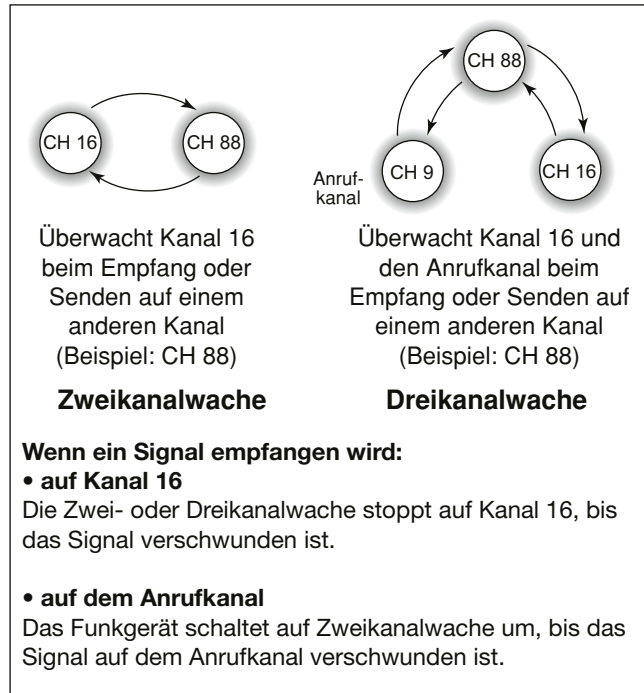 CH 16
CH 88
Überwacht Kanal 16
beim Empfang oder
Senden auf einem
anderen Kanal
(Beispiel: CH 88)
Zweikanalwache
CH 88
Anruf-
kanal
CH 9
CH 16
Überwacht Kanal 16 und
den Anrufkanal beim
Empfang oder Senden auf
einem anderen Kanal
(Beispiel: CH 88)
Dreikanalwache
Wenn ein Signal empfangen wird:
• auf Kanal 16
Die Zwei- oder Dreikanalwache stoppt auf Kanal 16, bis
das Signal verschwunden ist.
• auf dem Anrufkanal
Das Funkgerät schaltet auf Zweikanalwache um, bis das
Signal auf dem Anrufkanal verschwunden ist.